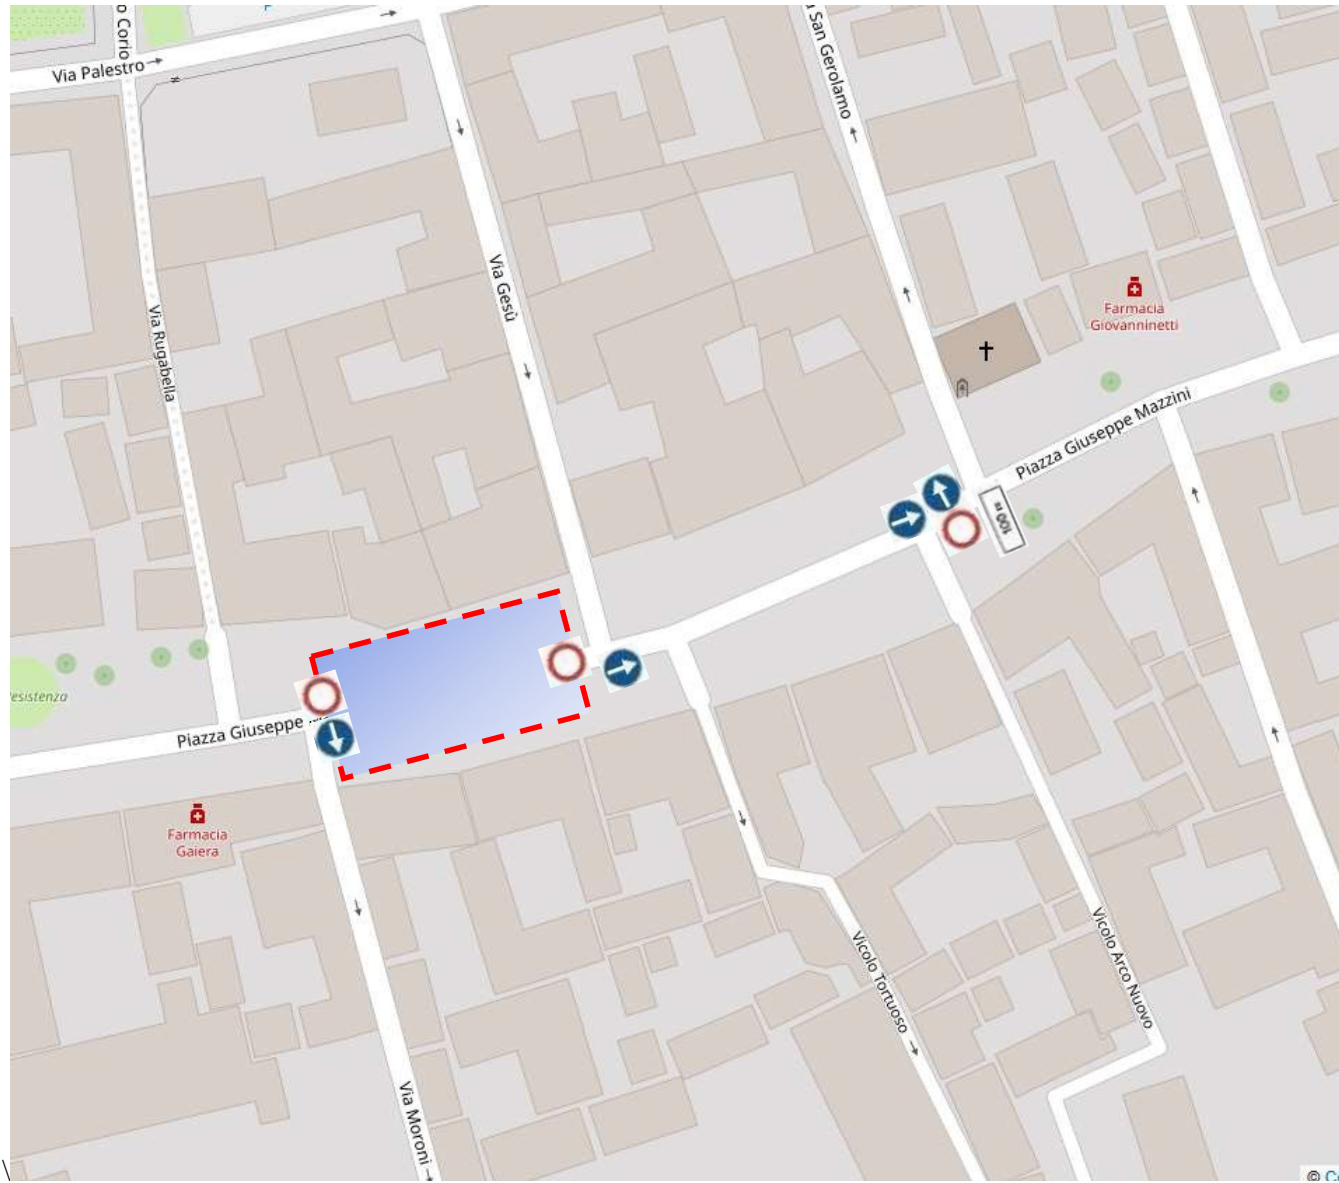 o Corio
P
Via Palestro
San Gerolamo
Via Gesù
Via Rugabella
Farmacia
Giovanninetti
Piazza Giuseppe Mazzini
100 m
esistenza
Piazza Giuseppe
Farmacia
Gaiera
Vicolo Tortuoso
Vicolo Arco Nuovo
Via Moroni
\
© C